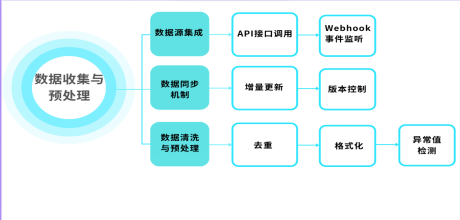 数据收集与
预处理
数据源集成
API接口调用
Webhook
事件监听
数据同步
机制
增量更新
版本控制
数据清洗
与预处理
去重
格式化
异常值
检测